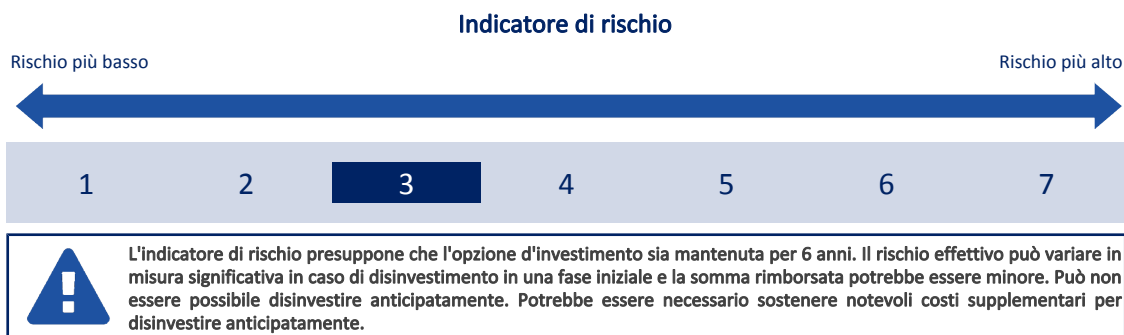 Indicatore di rischio
Rischio più basso
Rischio più alto
1 2 3 4 5 6 7
L'indicatore di rischio presuppone che l'opzione d'investimento sia mantenuta per 6 anni. Il rischio effettivo può variare in
misura significativa in caso di disinvestimento in una fase iniziale e la somma rimborsata potrebbe essere minore. Può non
essere possibile disinvestire anticipatamente. Potrebbe essere necessario sostenere notevoli costi supplementari per
disinvestire anticipatamente.